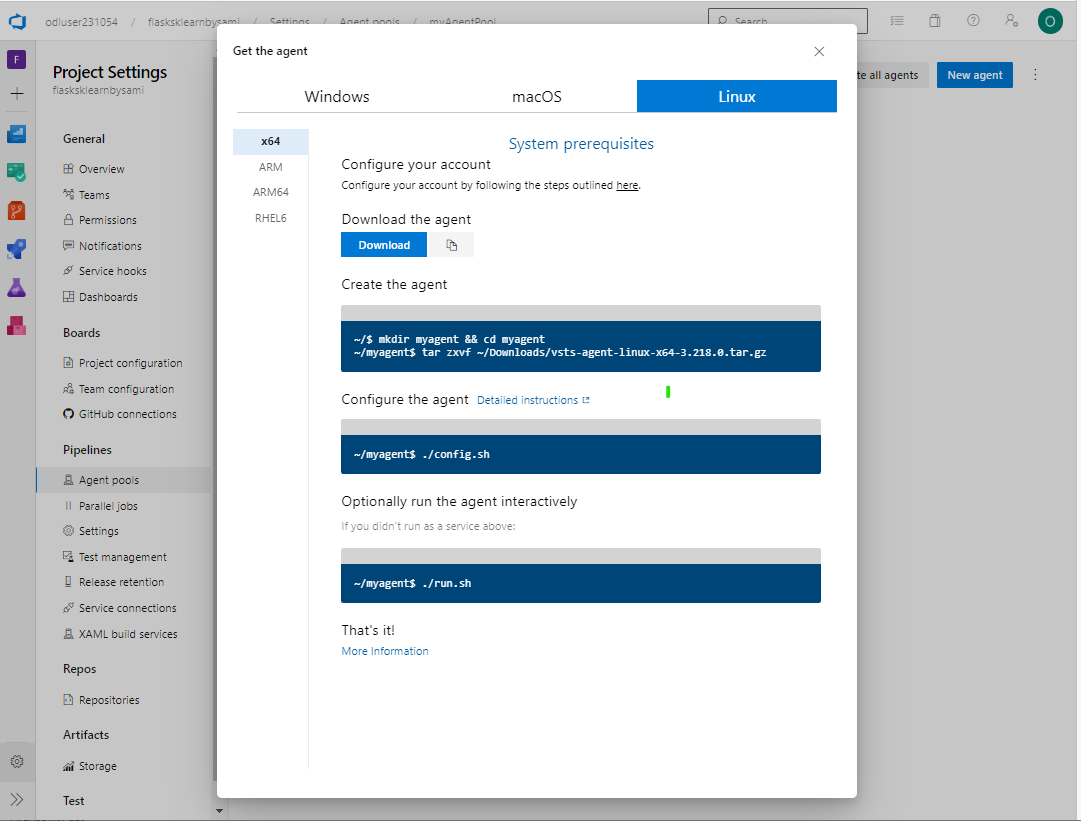 odluser231054 / flasksklearnbysami / Settings / Agent pools / myAgentPool
Search
O
F
Project Settings
flasksklearnbysami
General
Overview
Teams
Permissions
Notifications
Service hooks
Dashboards
Boards
Project configuration
Team configuration
GitHub connections
Pipelines
Agent pools
Parallel jobs
Settings
Test management
Release retention
Service connections
XAML build services
Repos
Repositories
Artifacts
Storage
Test
te all agents
New agent
Get the agent
Windows
macOS
Linux
x64
ARM
ARM64
RHEL6
System prerequisites
Configure your account
Configure your account by following the steps outlined here.
Download the agent
Download
Create the agent
~/$ mkdir myagent && cd myagent
~/myagent$ tar zxvf ~/Downloads/vsts-agent-linux-x64-3.218.0.tar.gz
Configure the agent Detailed instructions
~/myagent$ ./config.sh
Optionally run the agent interactively
If you didn't run as a service above:
~/myagent$ ./run.sh
That's it!
More Information